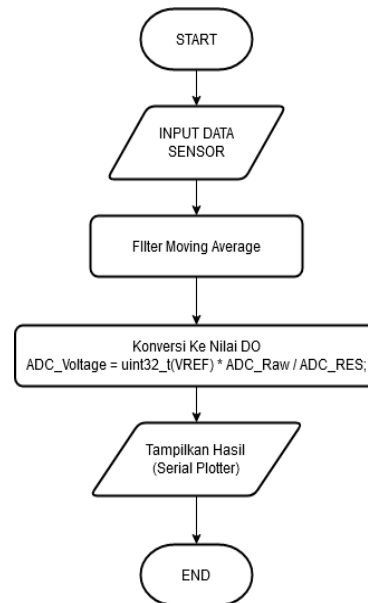 START
INPUT DATA
SENSOR
FIlter Moving Average
Konversi Ke Nilai DO
ADC_Voltage = uint32_t(VREF) * ADC_Raw / ADC_RES;
Tampilkan Hasil
(Serial Plotter)
END